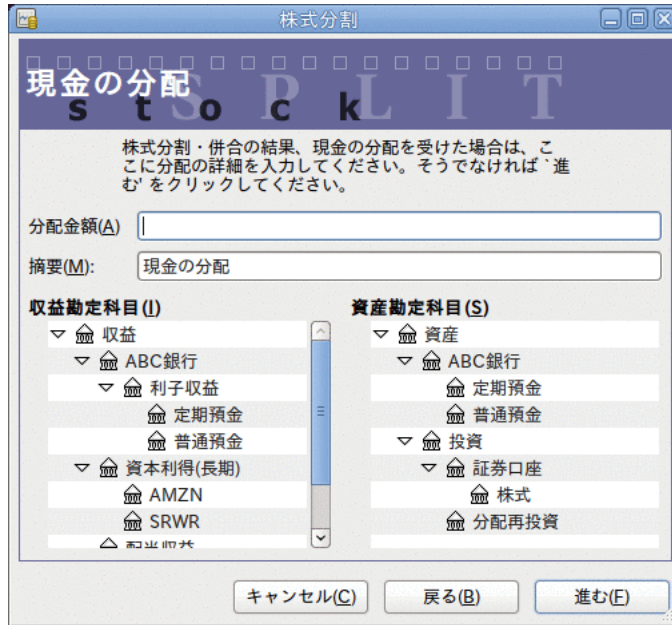 株式分割
現金の分配
stock
SPLIT
株式分割・併合の結果、現金の分配を受けた場合は、こ
こに分配の詳細を入力してください。そうでなければ`進
む' をクリックしてください。
分配金額(A)
摘要(M): 現金の分配
収益勘定科目(I)
収益
ABC銀行
利子収益
定期預金
普通預金
資本利得(長期)
AMZN
SRWR
配当収益
資産勘定科目(S)
資産
ABC銀行
定期預金
普通預金
投資
証券口座
株式
分配再投資
キャンセル(C) 戻る(B) 進む(F)